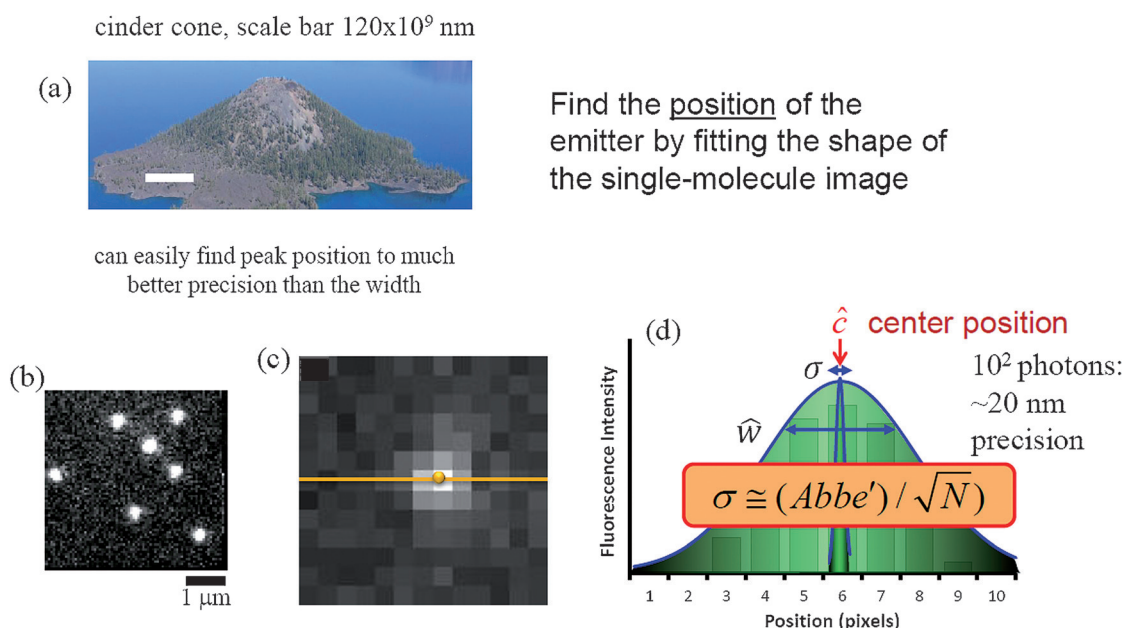 cinder cone, scale bar 120x10⁹ nm
(a)
Find the position of the
emitter by fitting the shape of
the single-molecule image
can easily find peak position to much
better precision than the width
(b)
1 μm
(c)
(d)
ĉ center position
σ
ŵ
10² photons:
~20 nm
precision
σ ≅ (Abbe') / √N)
Fluorescence Intensity
1 2 3 4 5 6 7 8 9 10
Position (pixels)